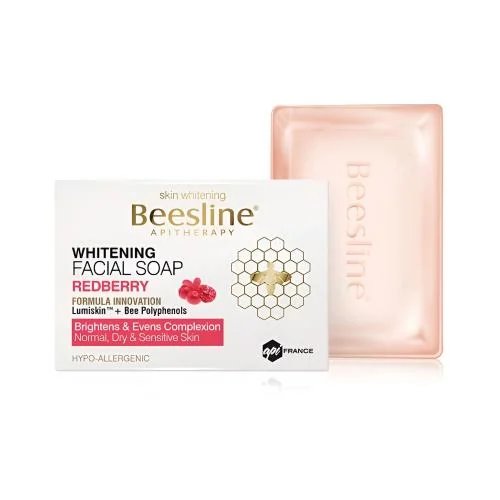 skin whitening
Beesline®
APITHERAPY
WHITENING
FACIAL SOAP
REDBERRY
FORMULA INNOVATION
Lumiskin™ + Bee Polyphenols
Brightens & Evens Complexion
Normal, Dry & Sensitive Skin
HYPO-ALLERGENIC
api FRANCE
Beesline®